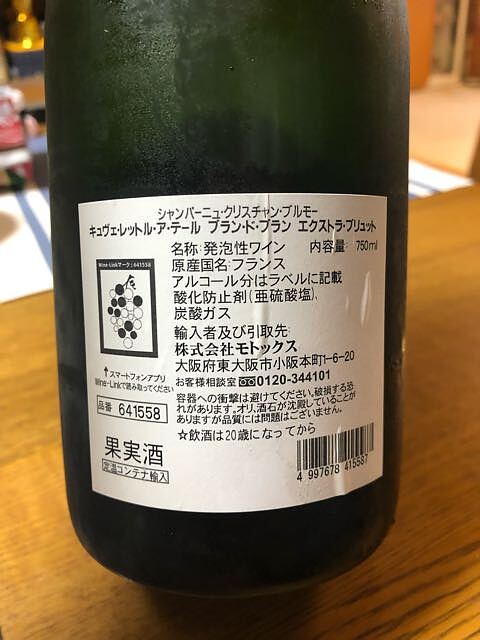 シャンパーニュ・クリスチャン・ブルモー
キュヴェ・レットル・ア・テール ブラン・ド・ブラン エクストラ・ブリュット
名称:発泡性ワイン 内容量: 750ml
原産国名:フランス
アルコール分はラベルに記載
酸化防止剤(亜硫酸塩)、
炭酸ガス
輸入者及び引取先:
株式会社モトックス
大阪府東大阪市小阪本町1-6-20
お客様相談室 0120-344101
容器への衝撃は避けてください。破損する恐
れがあります。オリ、酒石が沈殿していることが
ありますが品質には問題はございません。
☆飲酒は20歳になってから
Wine-Linkマーク:641558
↑スマートフォンアプリ
Wine-Linkで読み取ってください
品番 641558
果実酒
定温コンテナ輸入
4 997678 415587